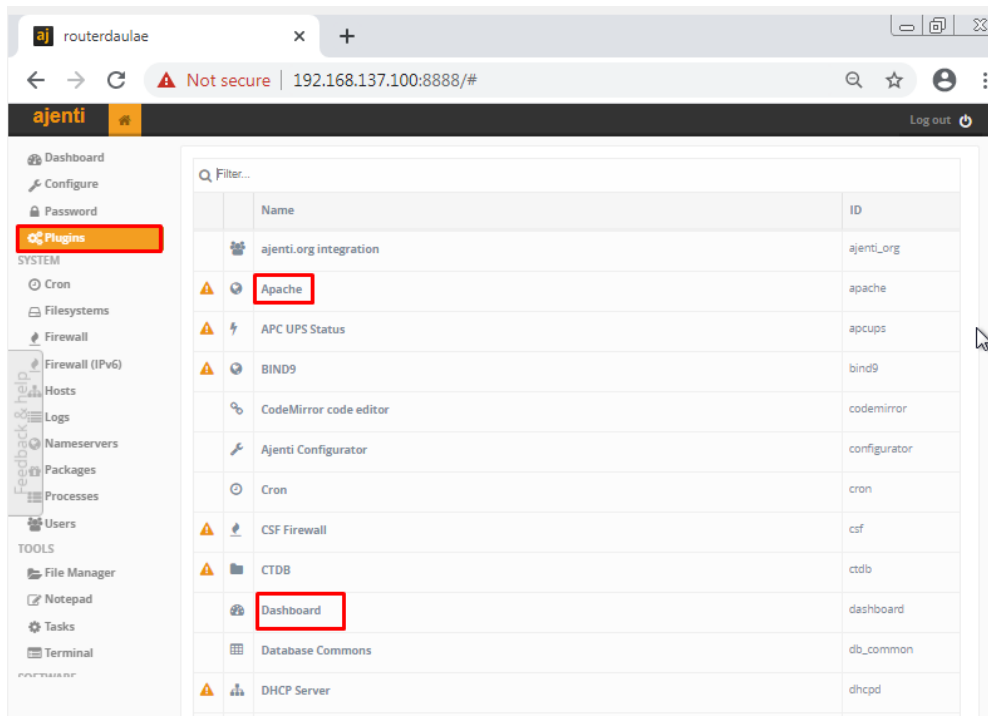 aj routerdaulae
Not secure | 192.168.137.100:8888/#
ajenti
Log out
Dashboard
Configure
Password
Plugins
SYSTEM
Cron
Filesystems
Firewall
Firewall (IPv6)
Hosts
Logs
Nameservers
Packages
Processes
Users
TOOLS
File Manager
Notepad
Tasks
Terminal
SOFTWARE
Feedback & help
Filter...
Name ID
ajenti.org integration ajenti_org
Apache apache
APC UPS Status apcups
BIND9 bind9
CodeMirror code editor codemirror
Ajenti Configurator configurator
Cron cron
CSF Firewall csf
CTDB ctdb
Dashboard dashboard
Database Commons db_common
DHCP Server dhcpd